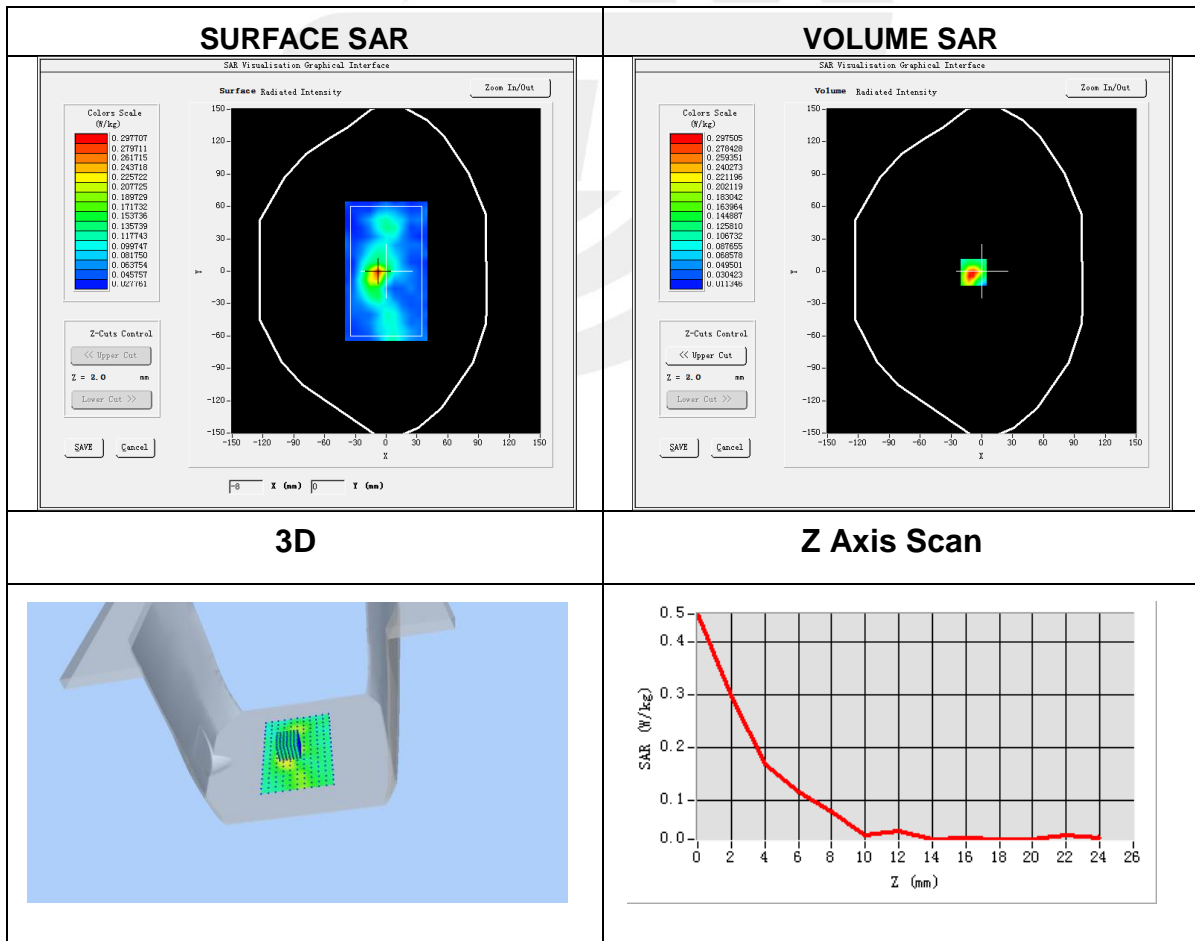 SURFACE SAR
SAR Visualisation Graphical Interface
Surface Radiated Intensity
Zoom In/Out
Colors Scale
(W/kg)
0.297707
0.279711
0.261715
0.243718
0.225722
0.207725
0.189729
0.171732
0.153736
0.135739
0.117743
0.099747
0.081750
0.063754
0.045757
0.027761
Z-Cuts Control
<< Upper Cut
Z = 2.0 mm
Lower Cut >>
SAVE Cancel
150
120
90
60
30
Y 0
-30
-60
-90
-120
-150
-150 -120 -90 -60 -30 0 30 60 90 120 150
X
-8 X (mm) 0 Y (mm)
VOLUME SAR
SAR Visualisation Graphical Interface
Volume Radiated Intensity
Zoom In/Out
Colors Scale
(W/kg)
0.297505
0.278428
0.259351
0.240273
0.221196
0.202119
0.183042
0.163964
0.144887
0.125810
0.106732
0.087655
0.068578
0.049501
0.030423
0.011346
Z-Cuts Control
<< Upper Cut
Z = 2.0 mm
Lower Cut >>
SAVE Cancel
150
120
90
60
30
Y 0
-30
-60
-90
-120
-150
-150 -120 -90 -60 -30 0 30 60 90 120 150
X
3D
Z Axis Scan
0.5
0.4
0.3
0.2
0.1
0.0
SAR (W/kg)
0 2 4 6 8 10 12 14 16 18 20 22 24 26
Z (mm)